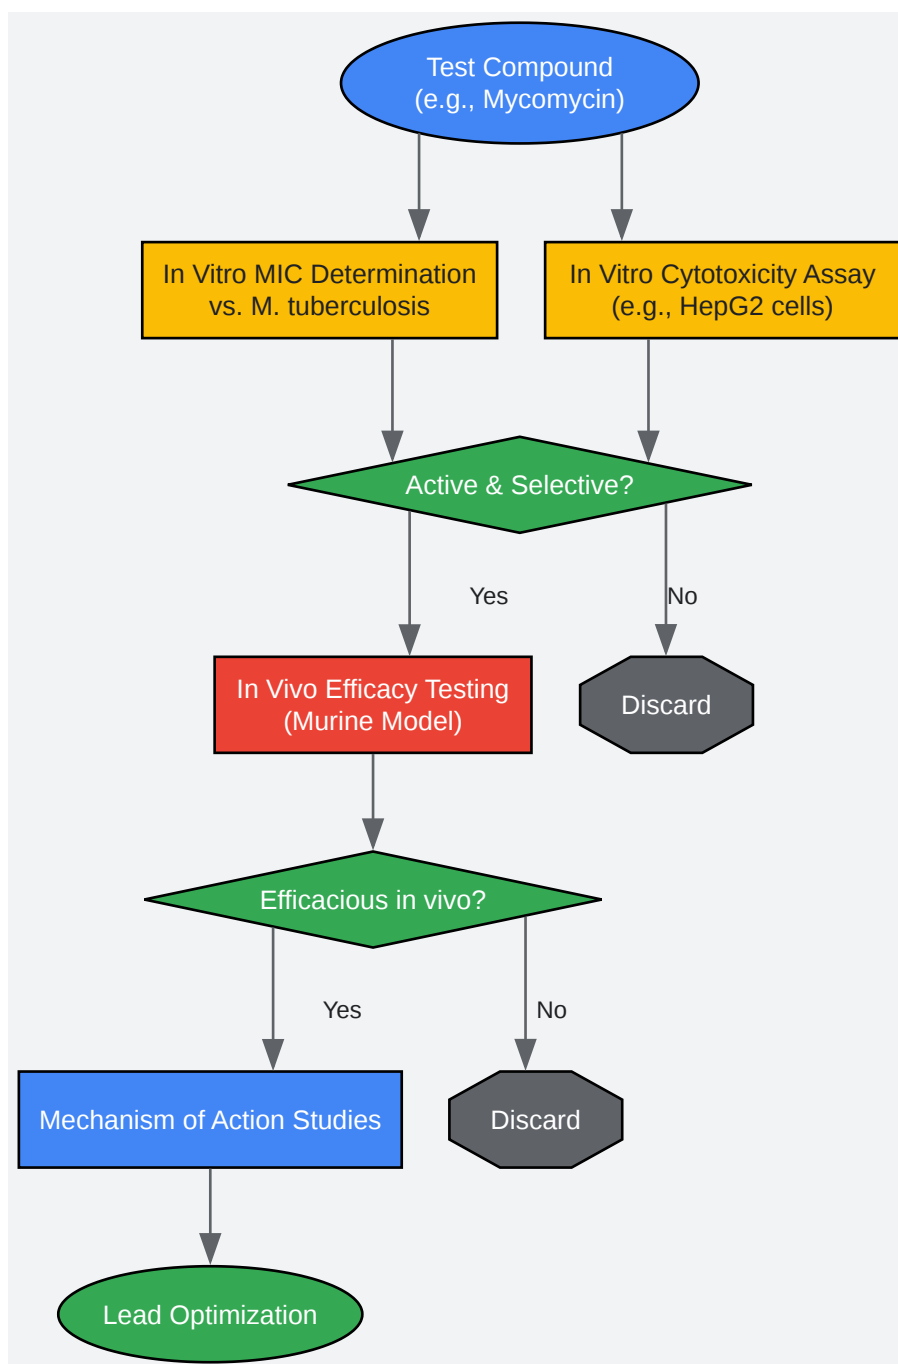 Test Compound
(e.g., Mycomycin)
In Vitro MIC Determination
vs. M. tuberculosis
In Vitro Cytotoxicity Assay
(e.g., HepG2 cells)
Active & Selective?
Yes
No
In Vivo Efficacy Testing
(Murine Model)
Discard
Efficacious in vivo?
Yes
No
Mechanism of Action Studies
Discard
Lead Optimization